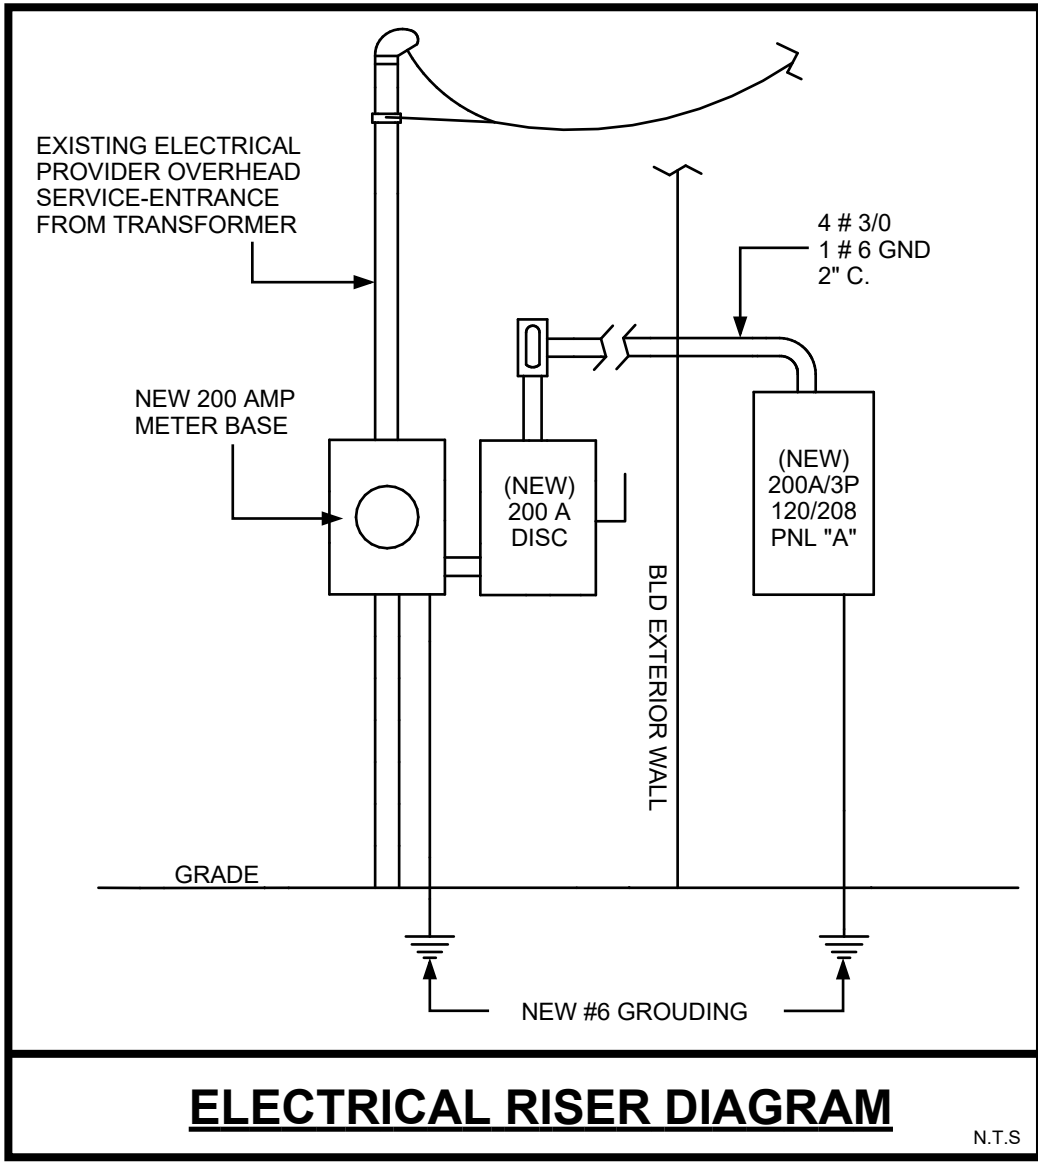 EXISTING ELECTRICAL
PROVIDER OVERHEAD
SERVICE-ENTRANCE
FROM TRANSFORMER
4 # 3/0
1 # 6 GND
2" C.
NEW 200 AMP
METER BASE
(NEW)
200 A
DISC
(NEW)
200A/3P
120/208
PNL "A"
BLD EXTERIOR WALL
GRADE
NEW #6 GROUDING
ELECTRICAL RISER DIAGRAM
N.T.S